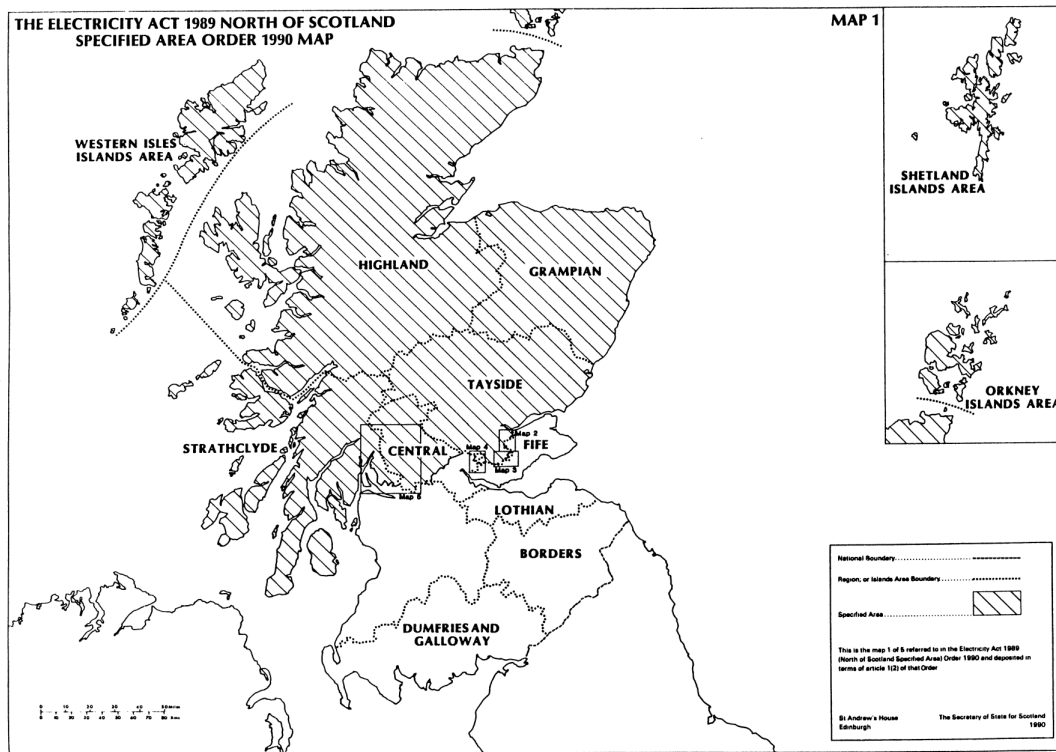 THE ELECTRICITY ACT 1989 NORTH OF SCOTLAND
SPECIFIED AREA ORDER 1990 MAP
MAP 1
WESTERN ISLES
ISLANDS AREA
SHETLAND
ISLANDS AREA
HIGHLAND
GRAMPIAN
TAYSIDE
ORKNEY
ISLANDS AREA
STRATHCLYDE
CENTRAL
Map 2
FIFE
Map 4
Map 3
LOTHIAN
BORDERS
DUMFRIES AND
GALLOWAY
National Boundary
Region, or Islands Area Boundary
Specified Area
This is the map 1 of 5 referred to in the Electricity Act 1989
(North of Scotland Specified Area) Order 1990 and deposited in
terms of article 1(2) of that Order
St Andrew's House
Edinburgh
The Secretary of State for Scotland
1990